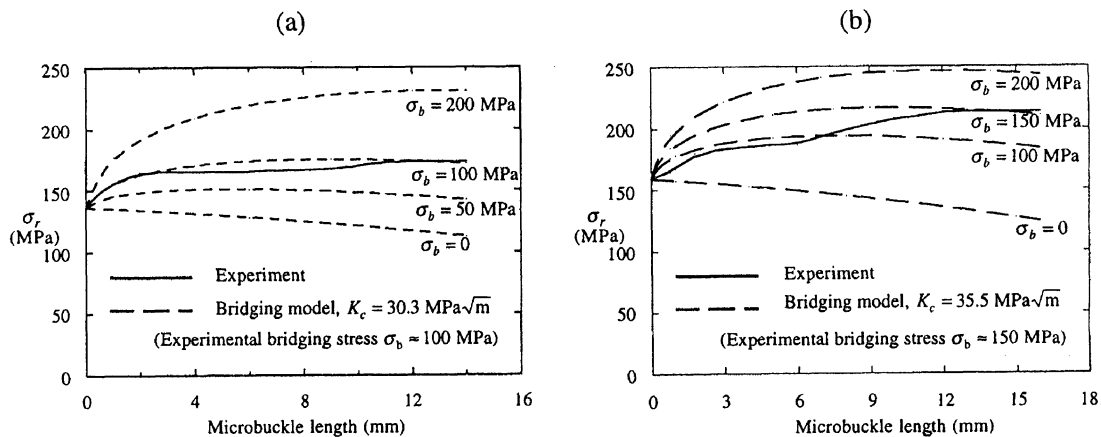 (a)
250
200
150
σr
(MPa)
100
50
0
σb = 200 MPa
σb = 100 MPa
σb = 50 MPa
σb = 0
Experiment
Bridging model, Kc = 30.3 MPa√m
(Experimental bridging stress σb ≈ 100 MPa)
0 4 8 12 16
Microbuckle length (mm)
(b)
250
200
150
σr
(MPa)
100
50
0
σb = 200 MPa
σb = 150 MPa
σb = 100 MPa
σb = 0
Experiment
Bridging model, Kc = 35.5 MPa√m
(Experimental bridging stress σb ≈ 150 MPa)
0 3 6 9 12 15 18
Microbuckle length (mm)